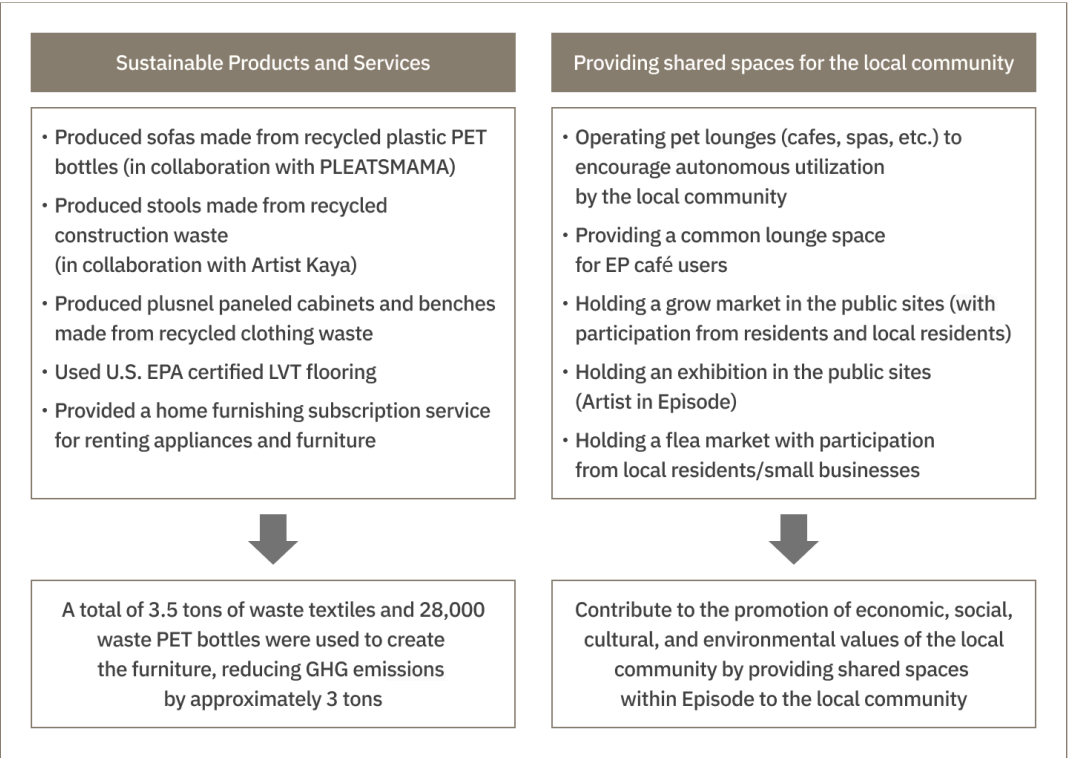 Sustainable Products and Services
• Produced sofas made from recycled plastic PET
bottles (in collaboration with PLEATSMAMA)
• Produced stools made from recycled
construction waste
(in collaboration with Artist Kaya)
• Produced plusnel paneled cabinets and benches
made from recycled clothing waste
• Used U.S. EPA certified LVT flooring
• Provided a home furnishing subscription service
for renting appliances and furniture
A total of 3.5 tons of waste textiles and 28,000
waste PET bottles were used to create
the furniture, reducing GHG emissions
by approximately 3 tons
Providing shared spaces for the local community
• Operating pet lounges (cafes, spas, etc.) to
encourage autonomous utilization
by the local community
• Providing a common lounge space
for EP café users
• Holding a grow market in the public sites (with
participation from residents and local residents)
• Holding an exhibition in the public sites
(Artist in Episode)
• Holding a flea market with participation
from local residents/small businesses
Contribute to the promotion of economic, social,
cultural, and environmental values of the local
community by providing shared spaces
within Episode to the local community